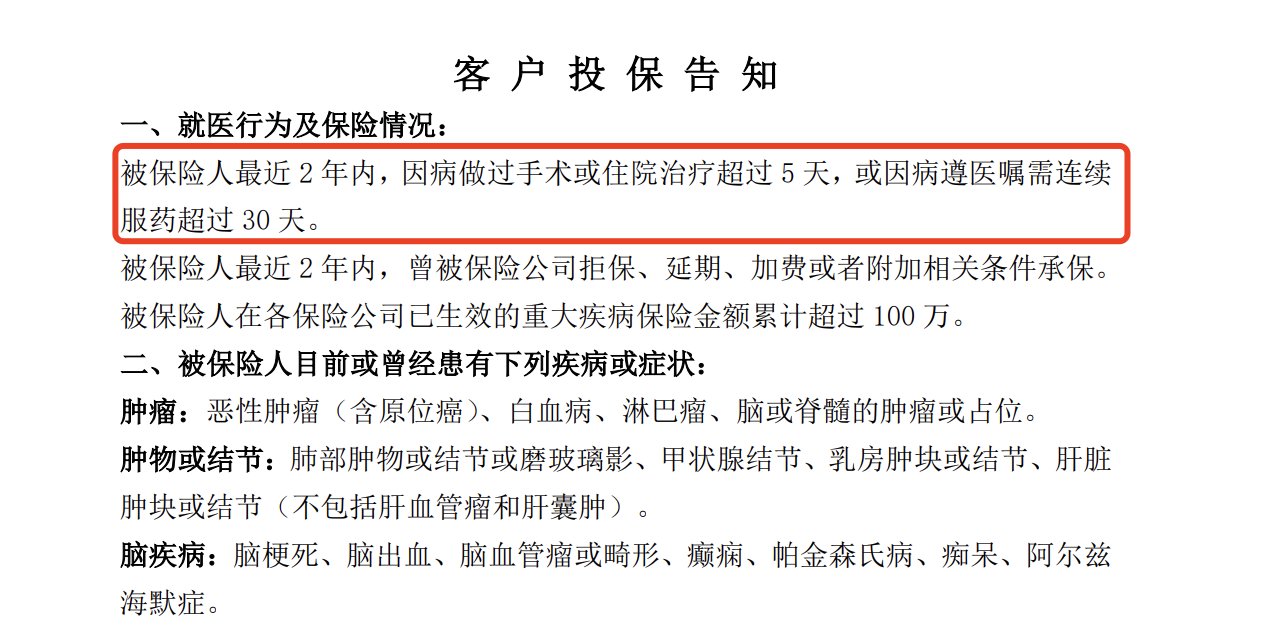 客户投保告知
一、就医行为及保险情况：
被保险人最近 2 年内，因病做过手术或住院治疗超过 5 天，或因病遵医嘱需连续
服药超过 30 天。
被保险人最近 2 年内，曾被保险公司拒保、延期、加费或者附加相关条件承保。
被保险人在各保险公司已生效的重大疾病保险金额累计超过 100 万。
二、被保险人目前或曾经患有下列疾病或症状：
肿瘤：恶性肿瘤（含原位癌）、白血病、淋巴瘤、脑或脊髓的肿瘤或占位。
肿物或结节：肺部肿物或结节或磨玻璃影、甲状腺结节、乳房肿块或结节、肝脏
肿块或结节（不包括肝血管瘤和肝囊肿）。
脑疾病：脑梗死、脑出血、脑血管瘤或畸形、癫痫、帕金森氏病、痴呆、阿尔兹
海默症。